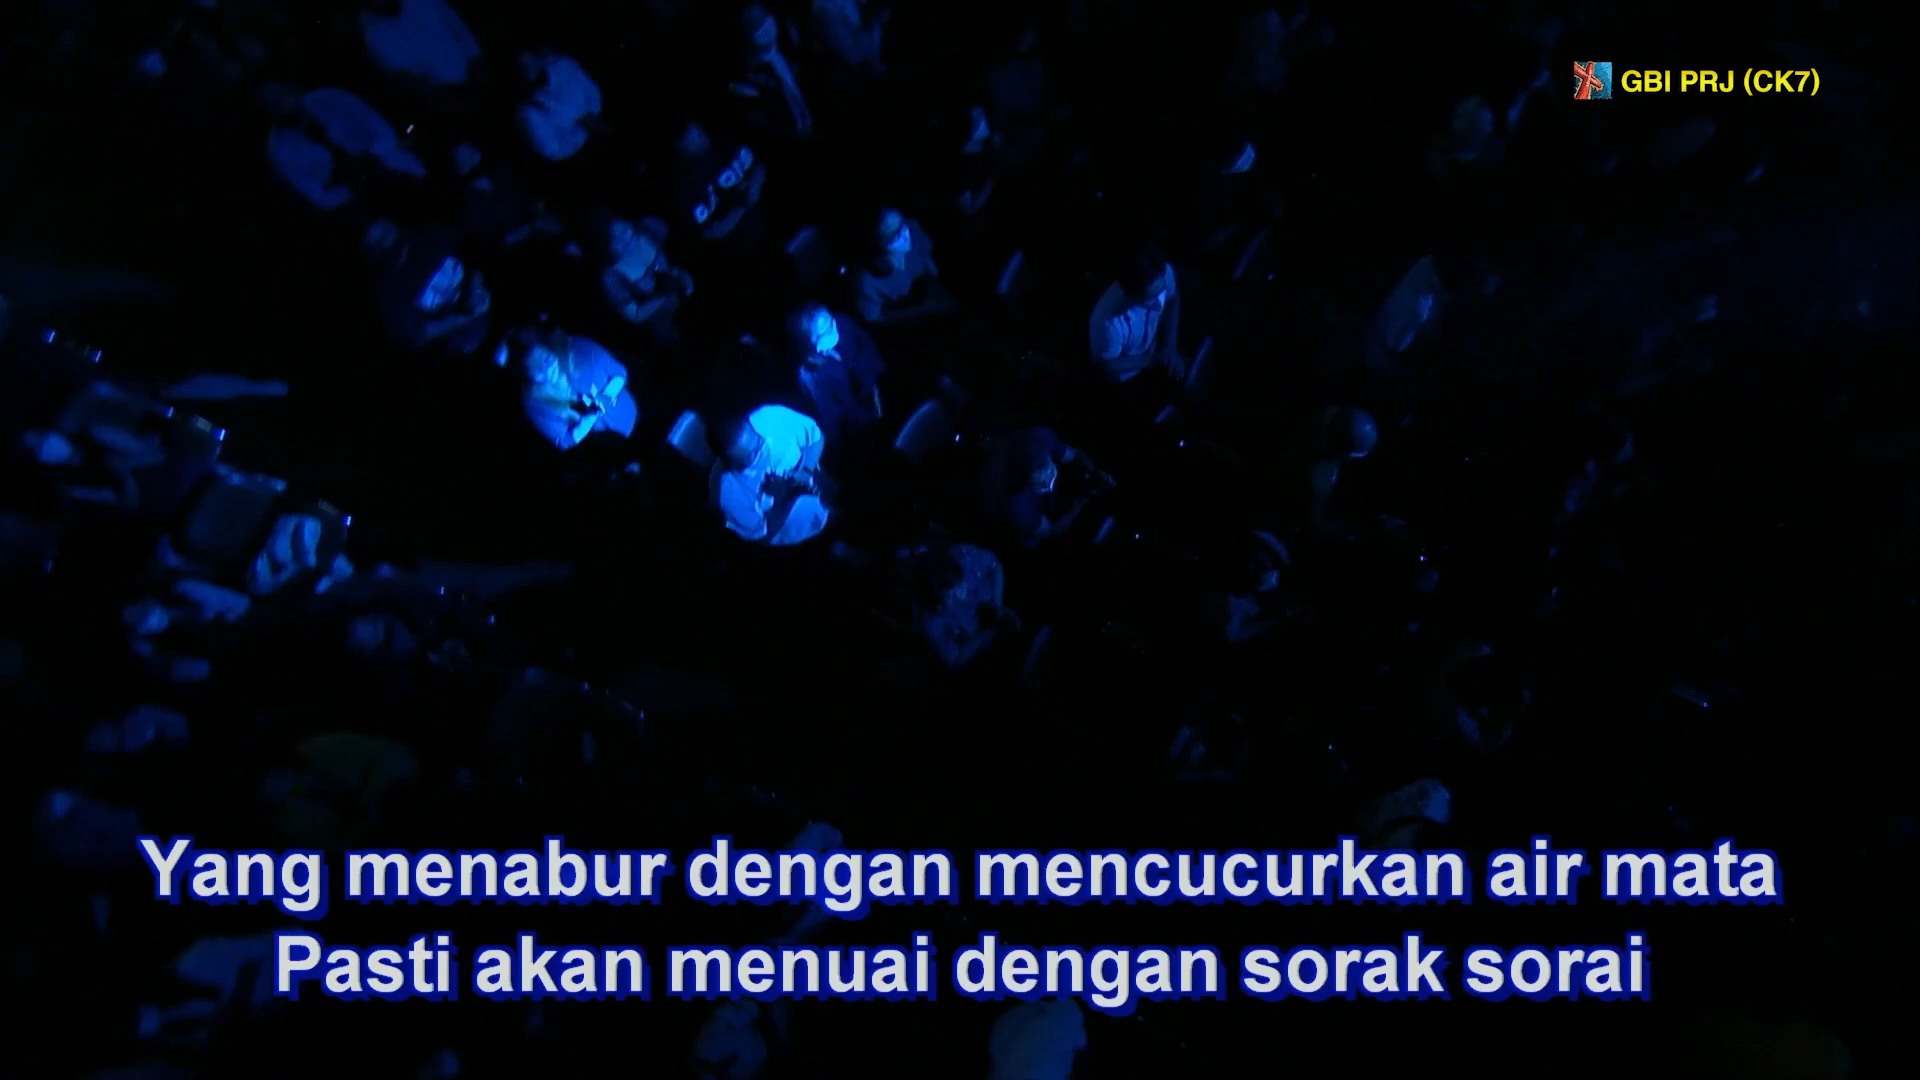 GBI PRJ (CK7)
Yang menabur dengan mencucurkan air mata
Pasti akan menuai dengan sorak sorai